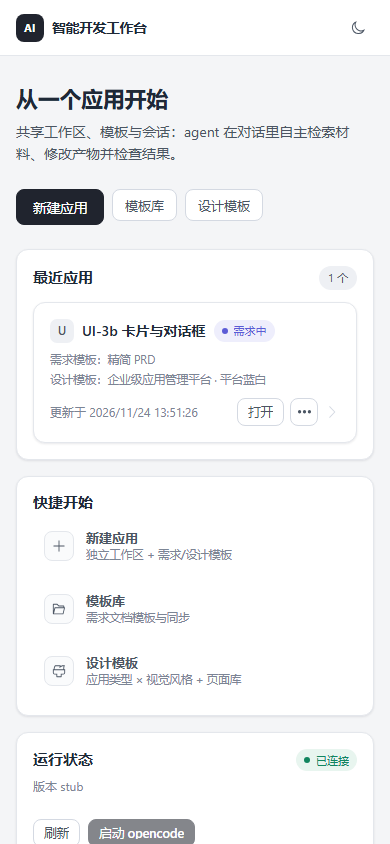 AI 智能开发工作台
从一个应用开始
共享工作区、模板与会话：agent 在对话里自主检索材
料、修改产物并检查结果。
新建应用 模板库 设计模板
最近应用 1 个
U UI-3b 卡片与对话框 需求中
需求模板：精简 PRD
设计模板：企业级应用管理平台 · 平台蓝白
更新于 2026/11/24 13:51:26 打开
快捷开始
新建应用
独立工作区 + 需求/设计模板
模板库
需求文档模板与同步
设计模板
应用类型 × 视觉风格 + 页面库
运行状态 已连接
版本 stub
刷新 启动 opencode